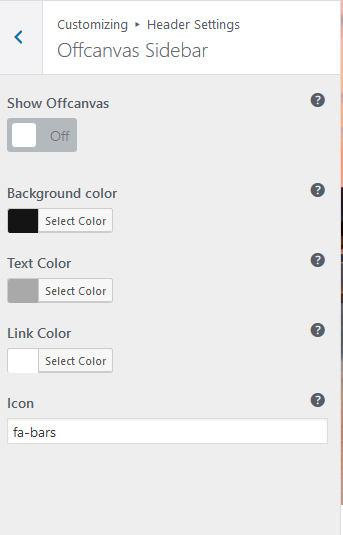 Customizing ▸ Header Settings
Offcanvas Sidebar
Show Offcanvas ?
Off
Background color ?
Select Color
Text Color ?
Select Color
Link Color ?
Select Color
Icon ?
fa-bars